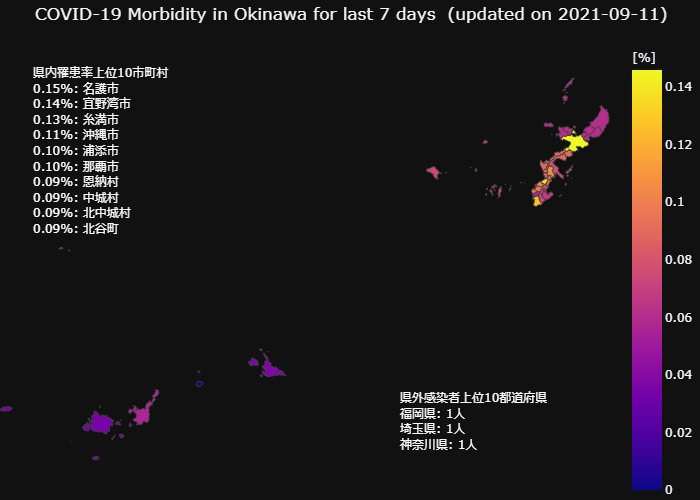 COVID-19 Morbidity in Okinawa for last 7 days (updated on 2021-09-11)
県内罹患率上位10市町村
0.15%: 名護市
0.14%: 宜野湾市
0.13%: 糸満市
0.11%: 沖縄市
0.10%: 浦添市
0.10%: 那覇市
0.09%: 恩納村
0.09%: 中城村
0.09%: 北中城村
0.09%: 北谷町
[%]
0.14
0.12
0.1
0.08
0.06
0.04
0.02
0
県外感染者上位10都道府県
福岡県: 1人
埼玉県: 1人
神奈川県: 1人